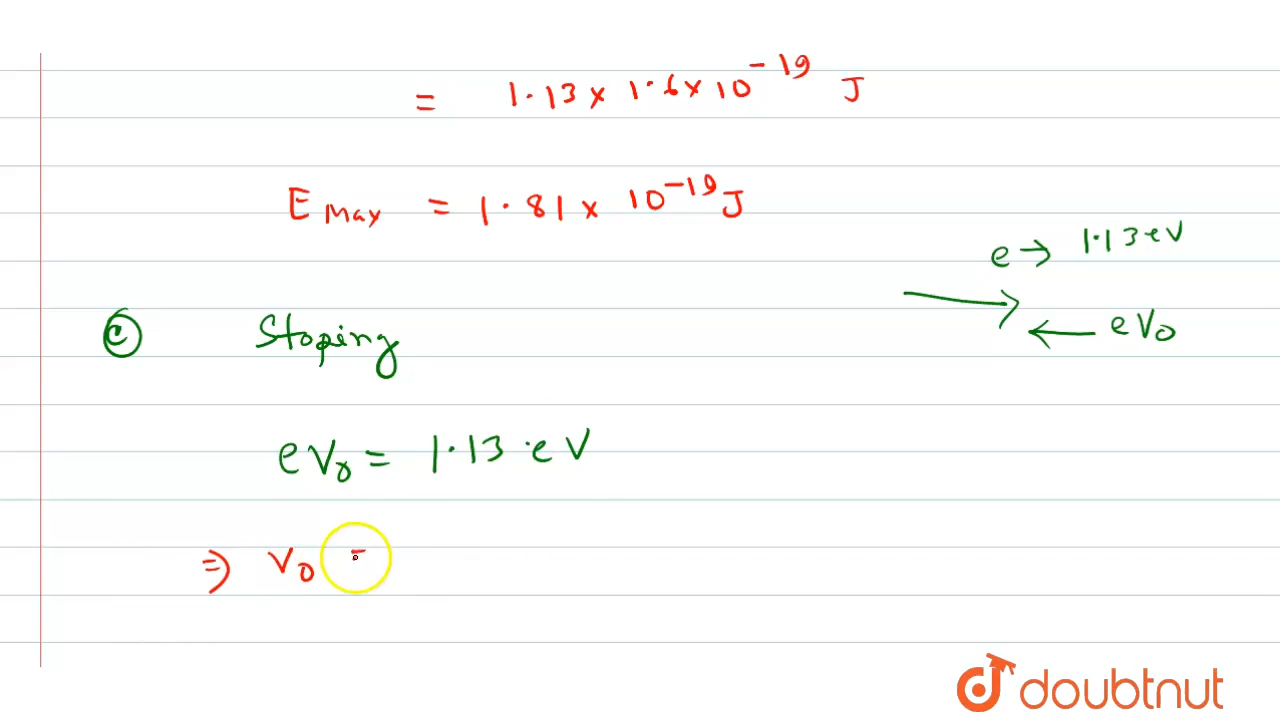 = 1.13 × 1.6 × 10⁻¹⁹ J
E Max = 1.81 × 10⁻¹⁹ J
e → 1.13 eV
← eV₀
ⓒ Stoping
eV₀ = 1.13 eV
⇒ V₀ -
doubtnut